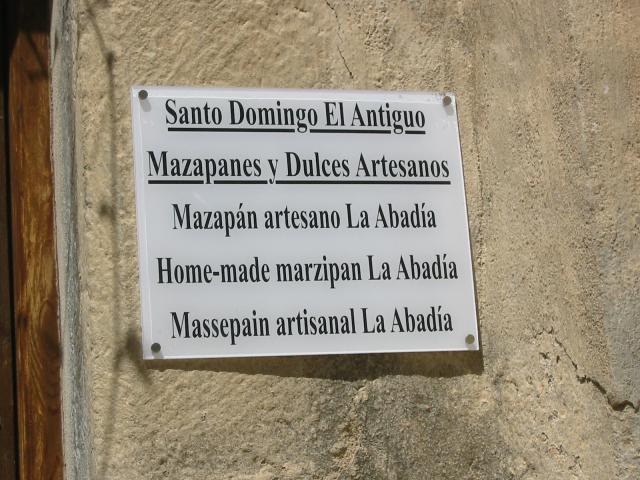 Santo Domingo El Antiguo
Mazapanes y Dulces Artesanos
Mazapán artesano La Abadía
Home-made marzipan La Abadía
Massepain artisanal La Abadía